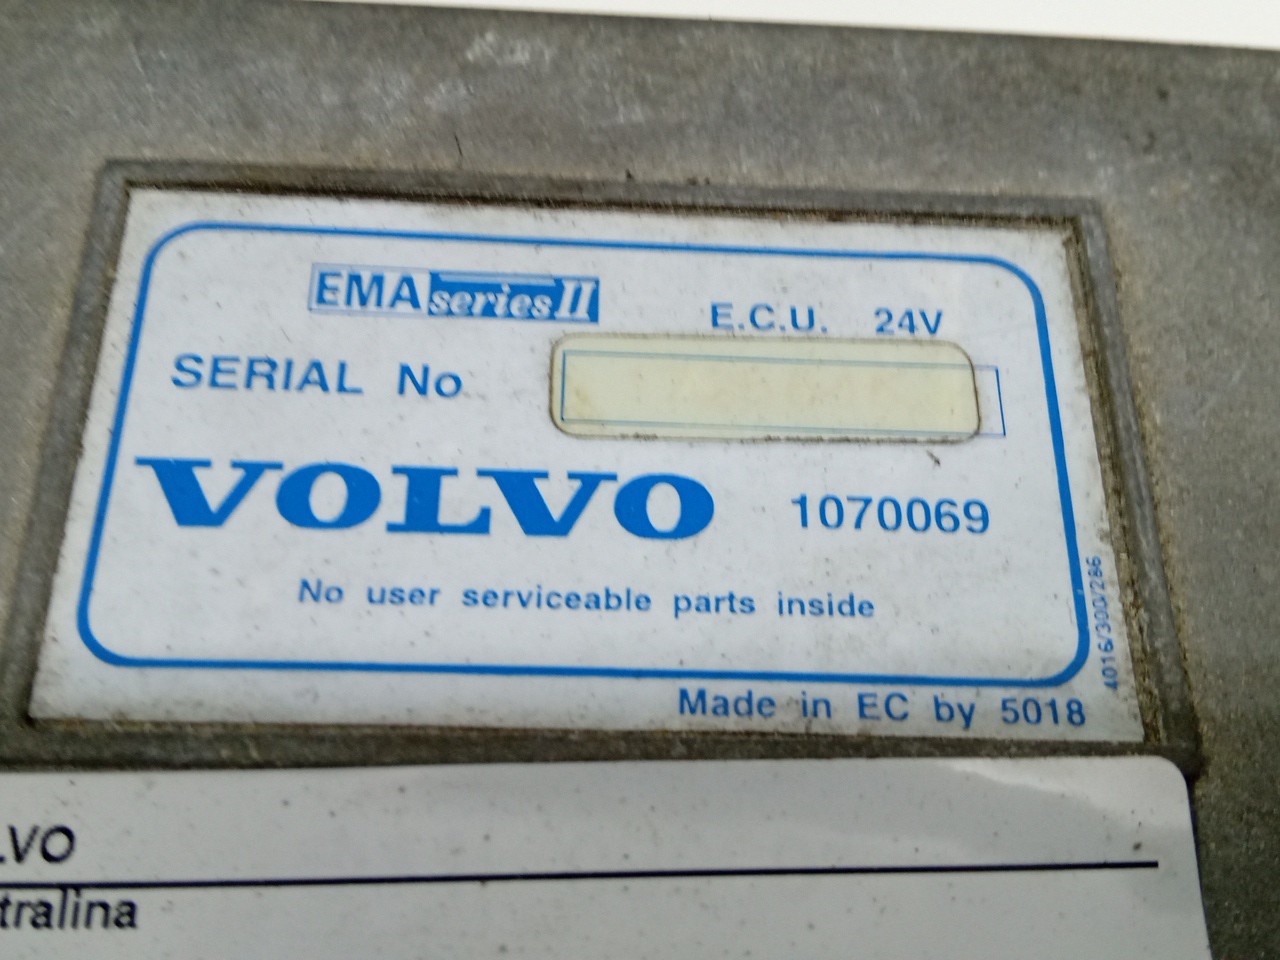 EMA series II
E.C.U. 24V
SERIAL No
VOLVO 1070069
No user serviceable parts inside
4016/300/286
Made in EC by 5018
LVO
tralina